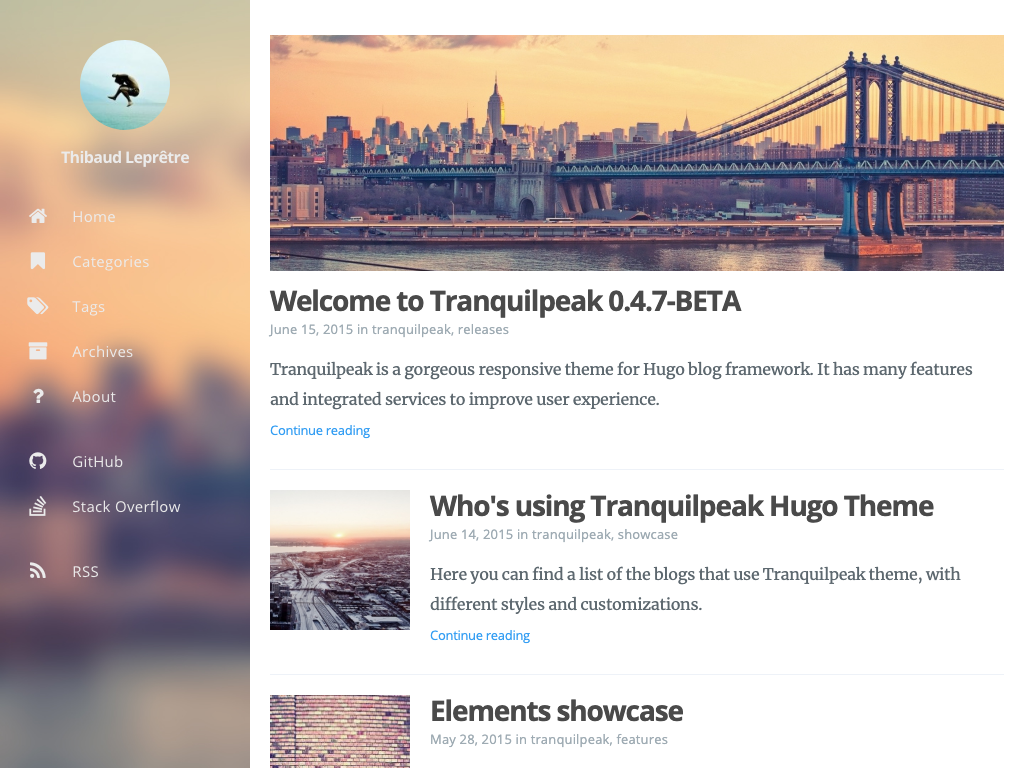 Thibaud Leprêtre
Home
Categories
Tags
Archives
About
GitHub
Stack Overflow
RSS
Welcome to Tranquilpeak 0.4.7-BETA
June 15, 2015 in tranquilpeak, releases
Tranquilpeak is a gorgeous responsive theme for Hugo blog framework. It has many features
and integrated services to improve user experience.
Continue reading
Who's using Tranquilpeak Hugo Theme
June 14, 2015 in tranquilpeak, showcase
Here you can find a list of the blogs that use Tranquilpeak theme, with
different styles and customizations.
Continue reading
Elements showcase
May 28, 2015 in tranquilpeak, features